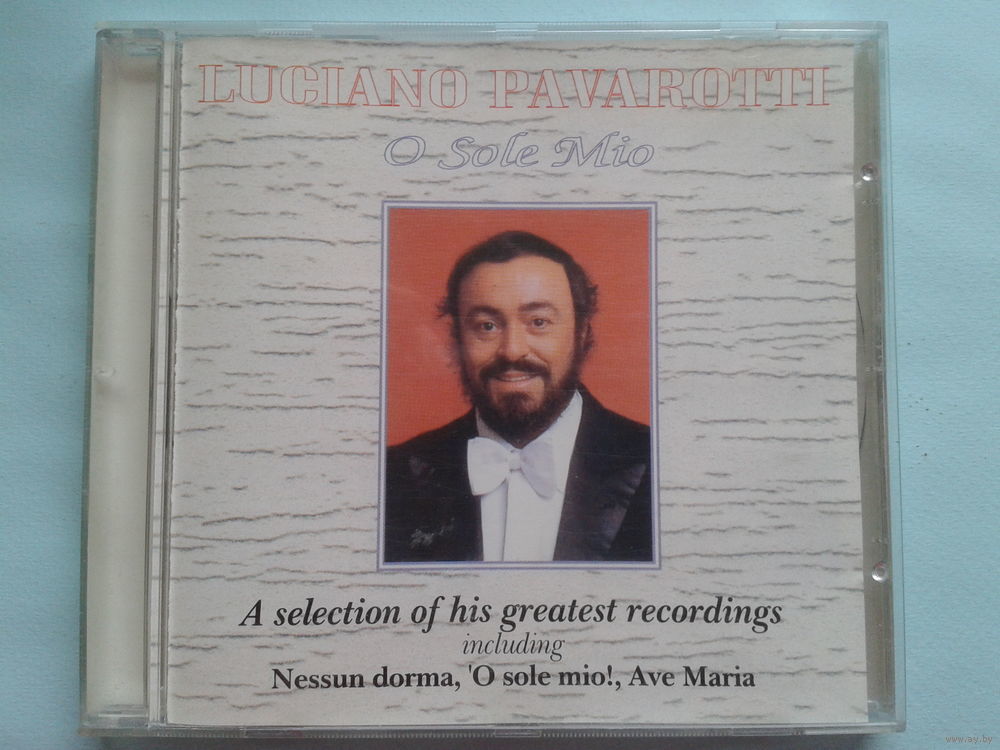 LUCIANO PAVAROTTI
O Sole Mio
A selection of his greatest recordings
including
Nessun dorma, 'O sole mio!, Ave Maria
www.ay.by